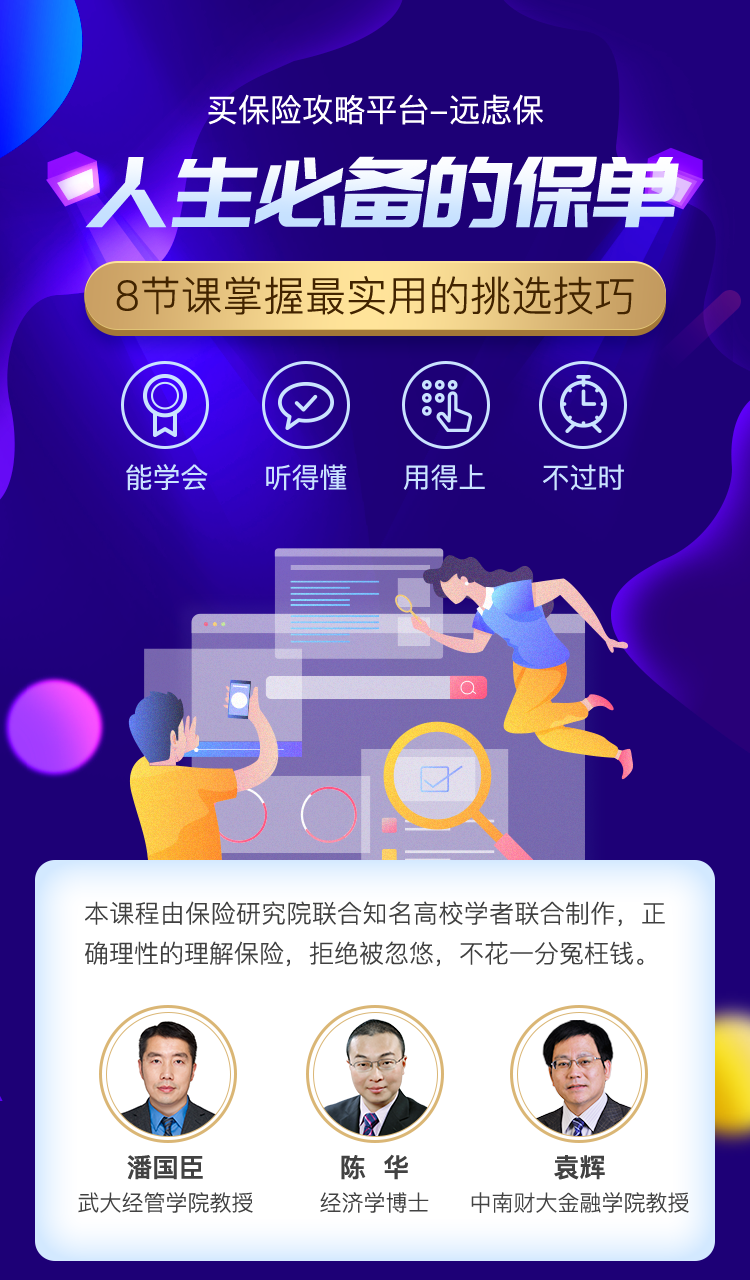 买保险攻略平台-远虑保
人生必备的保单
8节课掌握最实用的挑选技巧
能学会 听得懂 用得上 不过时
本课程由保险研究院联合知名高校学者联合制作，正
确理性的理解保险，拒绝被忽悠，不花一分冤枉钱。
潘国臣 陈 华 袁辉
武大经管学院教授 经济学博士 中南财大金融学院教授